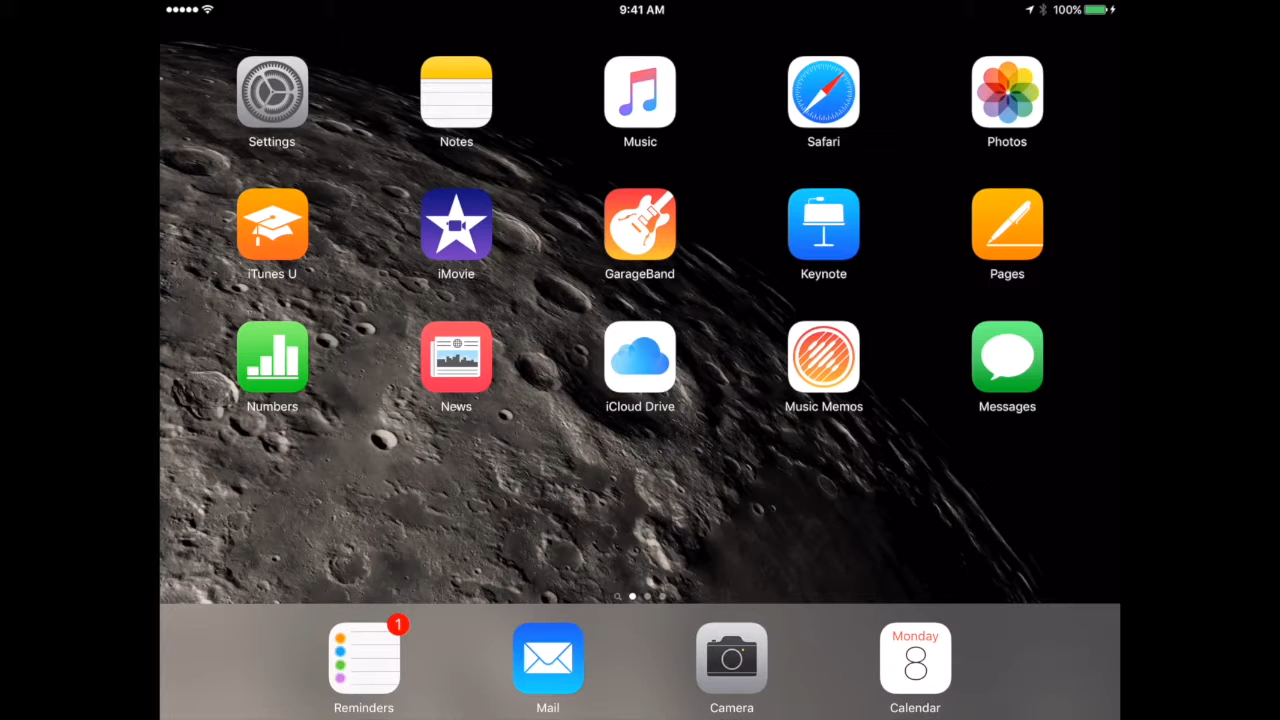 9:41 AM
100%
Settings
Notes
Music
Safari
Photos
iTunes U
iMovie
GarageBand
Keynote
Pages
Numbers
News
iCloud Drive
Music Memos
Messages
1
Monday
8
Reminders
Mail
Camera
Calendar